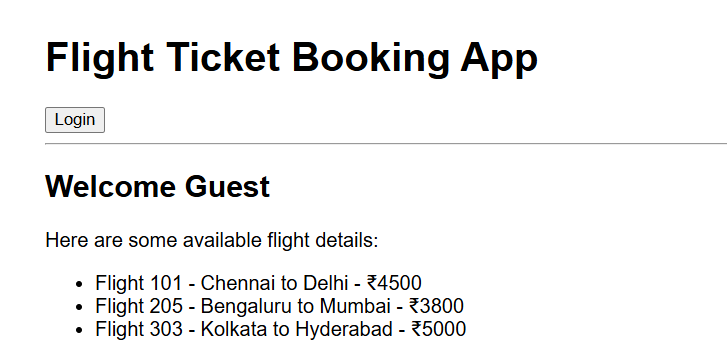 Flight Ticket Booking App
Login
Welcome Guest
Here are some available flight details:
• Flight 101 - Chennai to Delhi - ₹4500
• Flight 205 - Bengaluru to Mumbai - ₹3800
• Flight 303 - Kolkata to Hyderabad - ₹5000